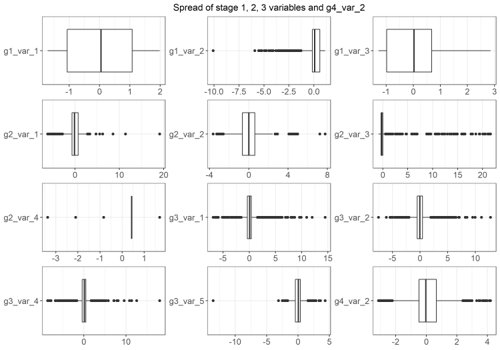 Spread of stage 1, 2, 3 variables and g4_var_2
g1_var_1 g1_var_2 g1_var_3
-1 0 1 2 -10.0 -7.5 -5.0 -2.5 0.0 -1 0 1 2 3
g2_var_1 g2_var_2 g2_var_3
0 10 20 -4 0 4 8 0 5 10 15 20
g2_var_4 g3_var_1 g3_var_2
-3 -2 -1 0 1 -5 0 5 10 15 -5 0 5 10
g3_var_4 g3_var_5 g4_var_2
0 10 -10 -5 0 5 -2 0 2 4